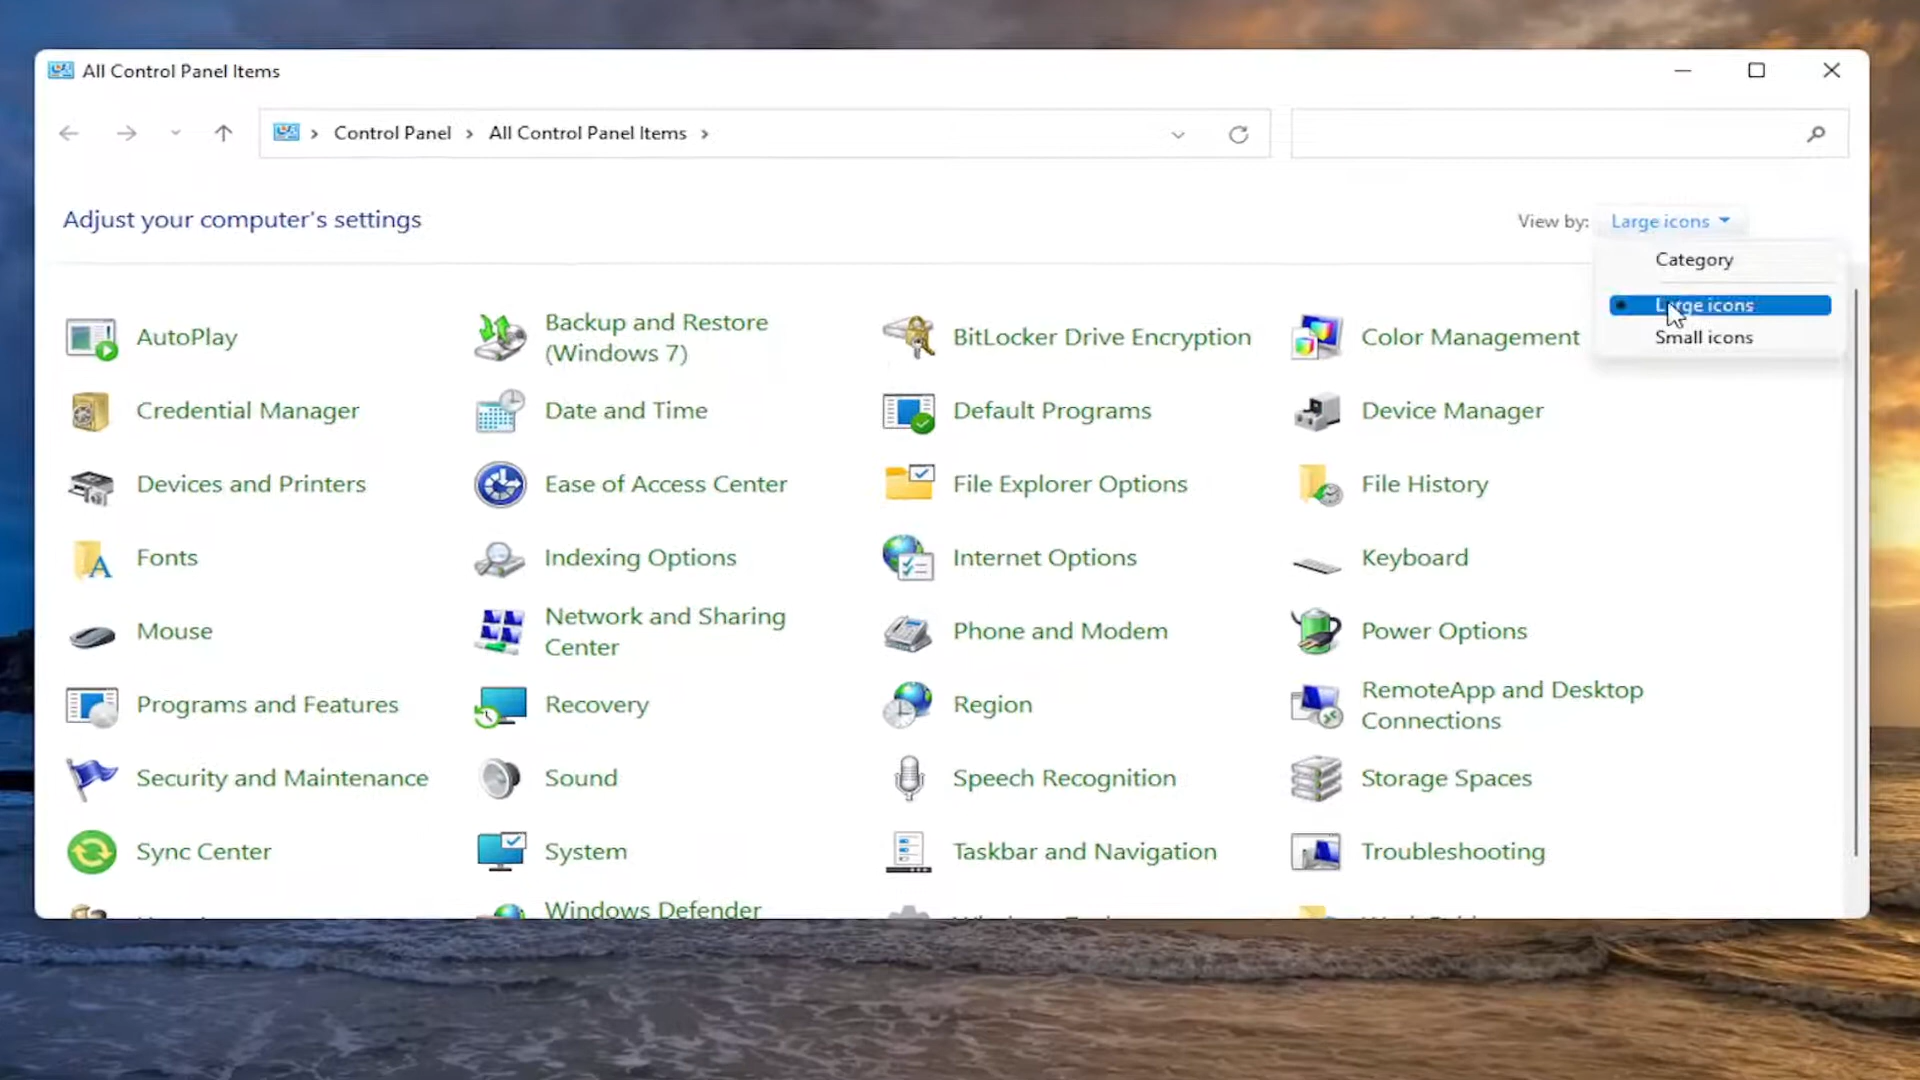 All Control Panel Items
Control Panel
All Control Panel Items
Adjust your computer's settings
View by:
Large icons
Category
Large icons
Small icons
AutoPlay
Backup and Restore
(Windows 7)
BitLocker Drive Encryption
Color Management
Credential Manager
Date and Time
Default Programs
Device Manager
Devices and Printers
Ease of Access Center
File Explorer Options
File History
Fonts
Indexing Options
Internet Options
Keyboard
Mouse
Network and Sharing
Center
Phone and Modem
Power Options
Programs and Features
Recovery
Region
RemoteApp and Desktop
Connections
Security and Maintenance
Sound
Speech Recognition
Storage Spaces
Sync Center
System
Taskbar and Navigation
Troubleshooting
Windows Defender